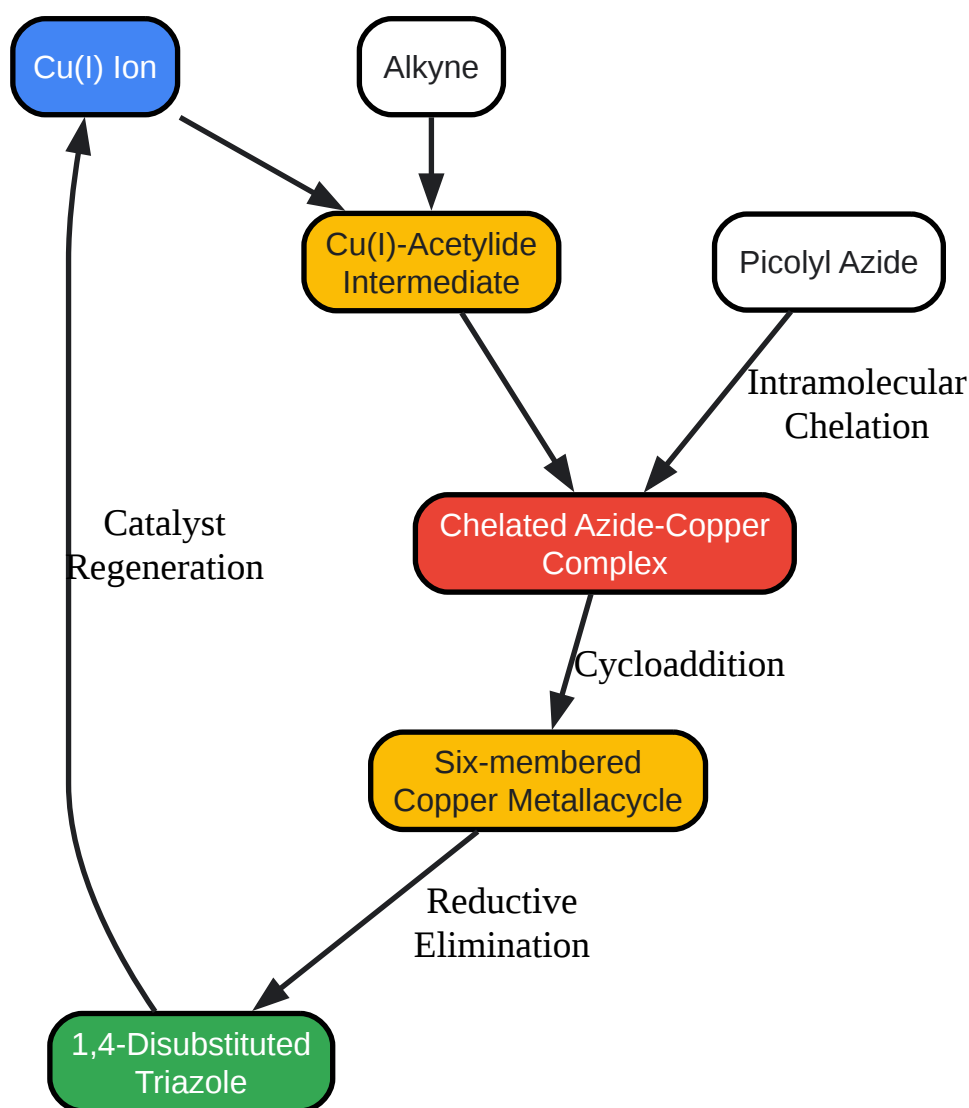 Cu(I) Ion
Alkyne
Cu(I)-Acetylide
Intermediate
Picolyl Azide
Intramolecular
Chelation
Chelated Azide-Copper
Complex
Catalyst
Regeneration
Cycloaddition
Six-membered
Copper Metallacycle
Reductive
Elimination
1,4-Disubstituted
Triazole